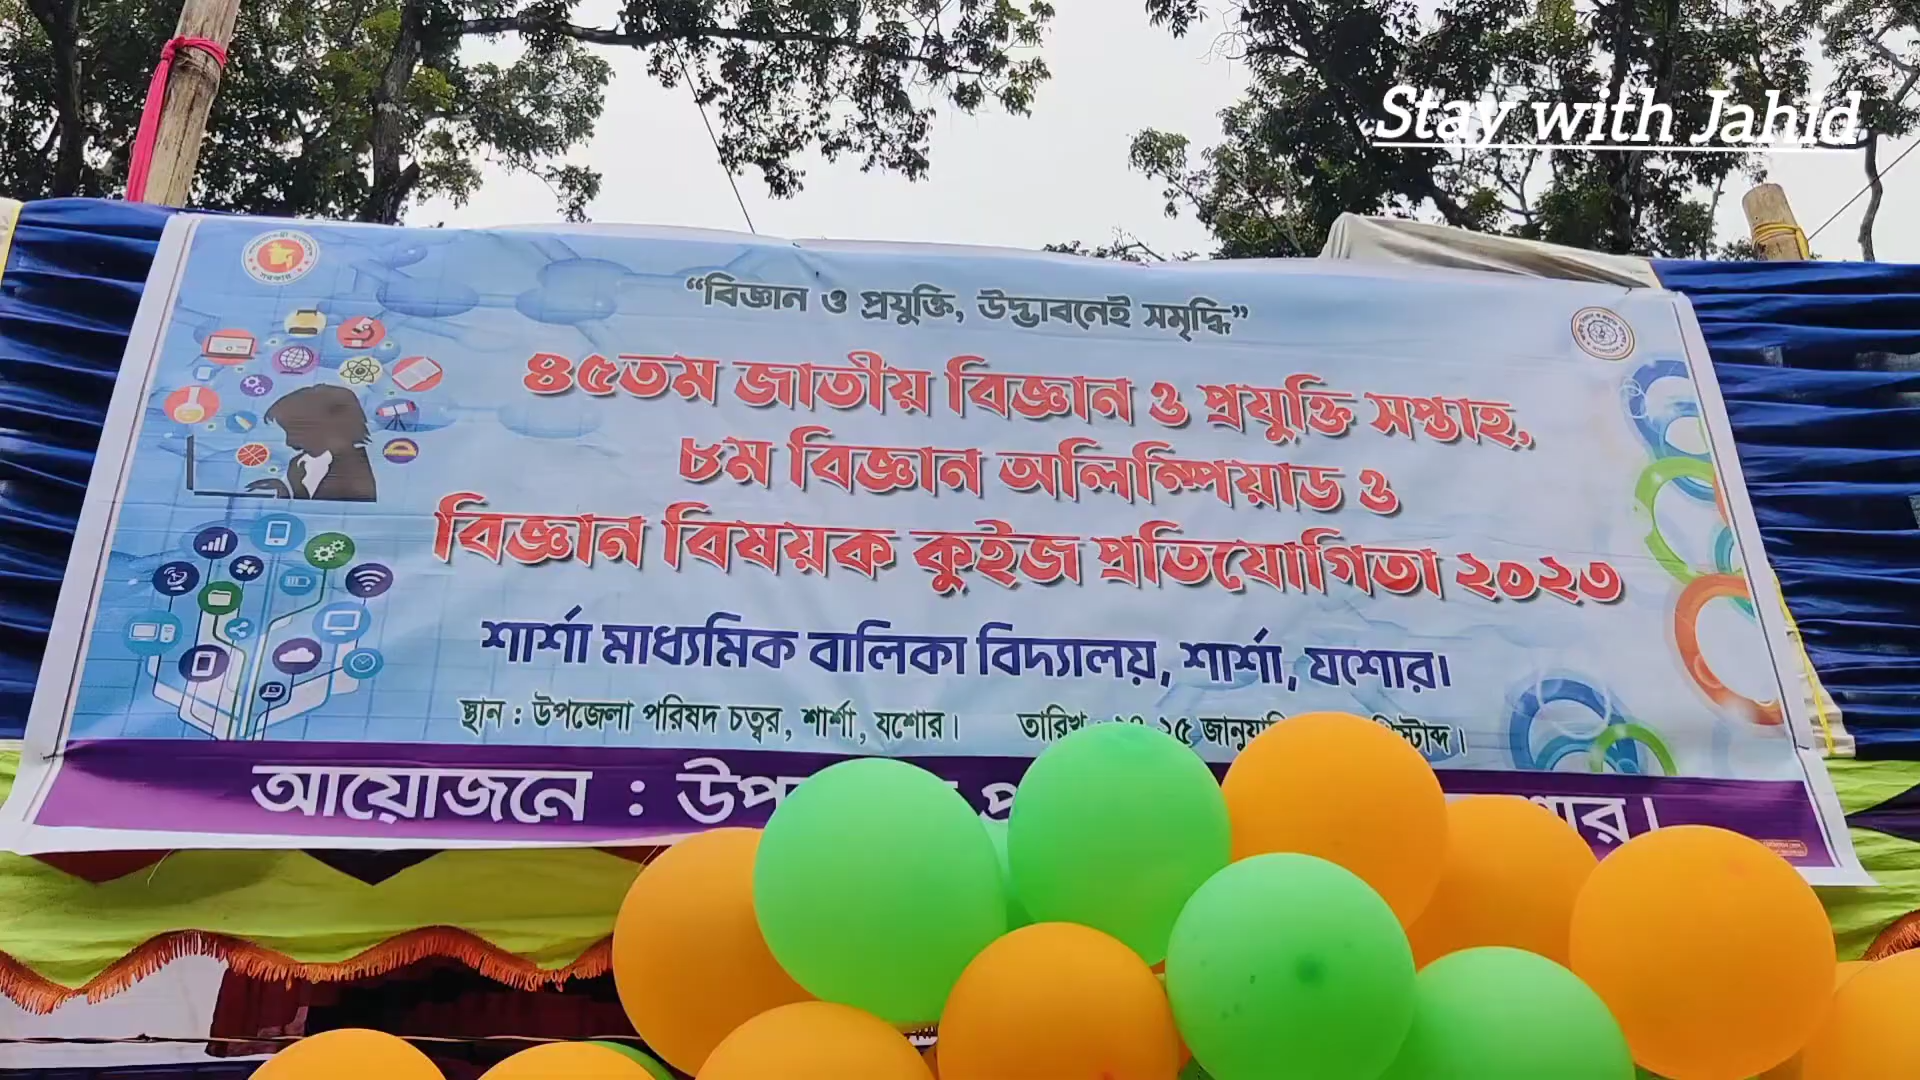 Stay with Jahid
“বিজ্ঞান ও প্রযুক্তি, উদ্ভাবনেই সমৃদ্ধি”
৪৫তম জাতীয় বিজ্ঞান ও প্রযুক্তি সপ্তাহ,
৮ম বিজ্ঞান অলিম্পিয়াড ও
বিজ্ঞান বিষয়ক কুইজ প্রতিযোগিতা ২০২৩
শার্শা মাধ্যমিক বালিকা বিদ্যালয়, শার্শা, যশোর।
স্থান : উপজেলা পরিষদ চত্বর, শার্শা, যশোর। তারিখ
আয়োজনে :